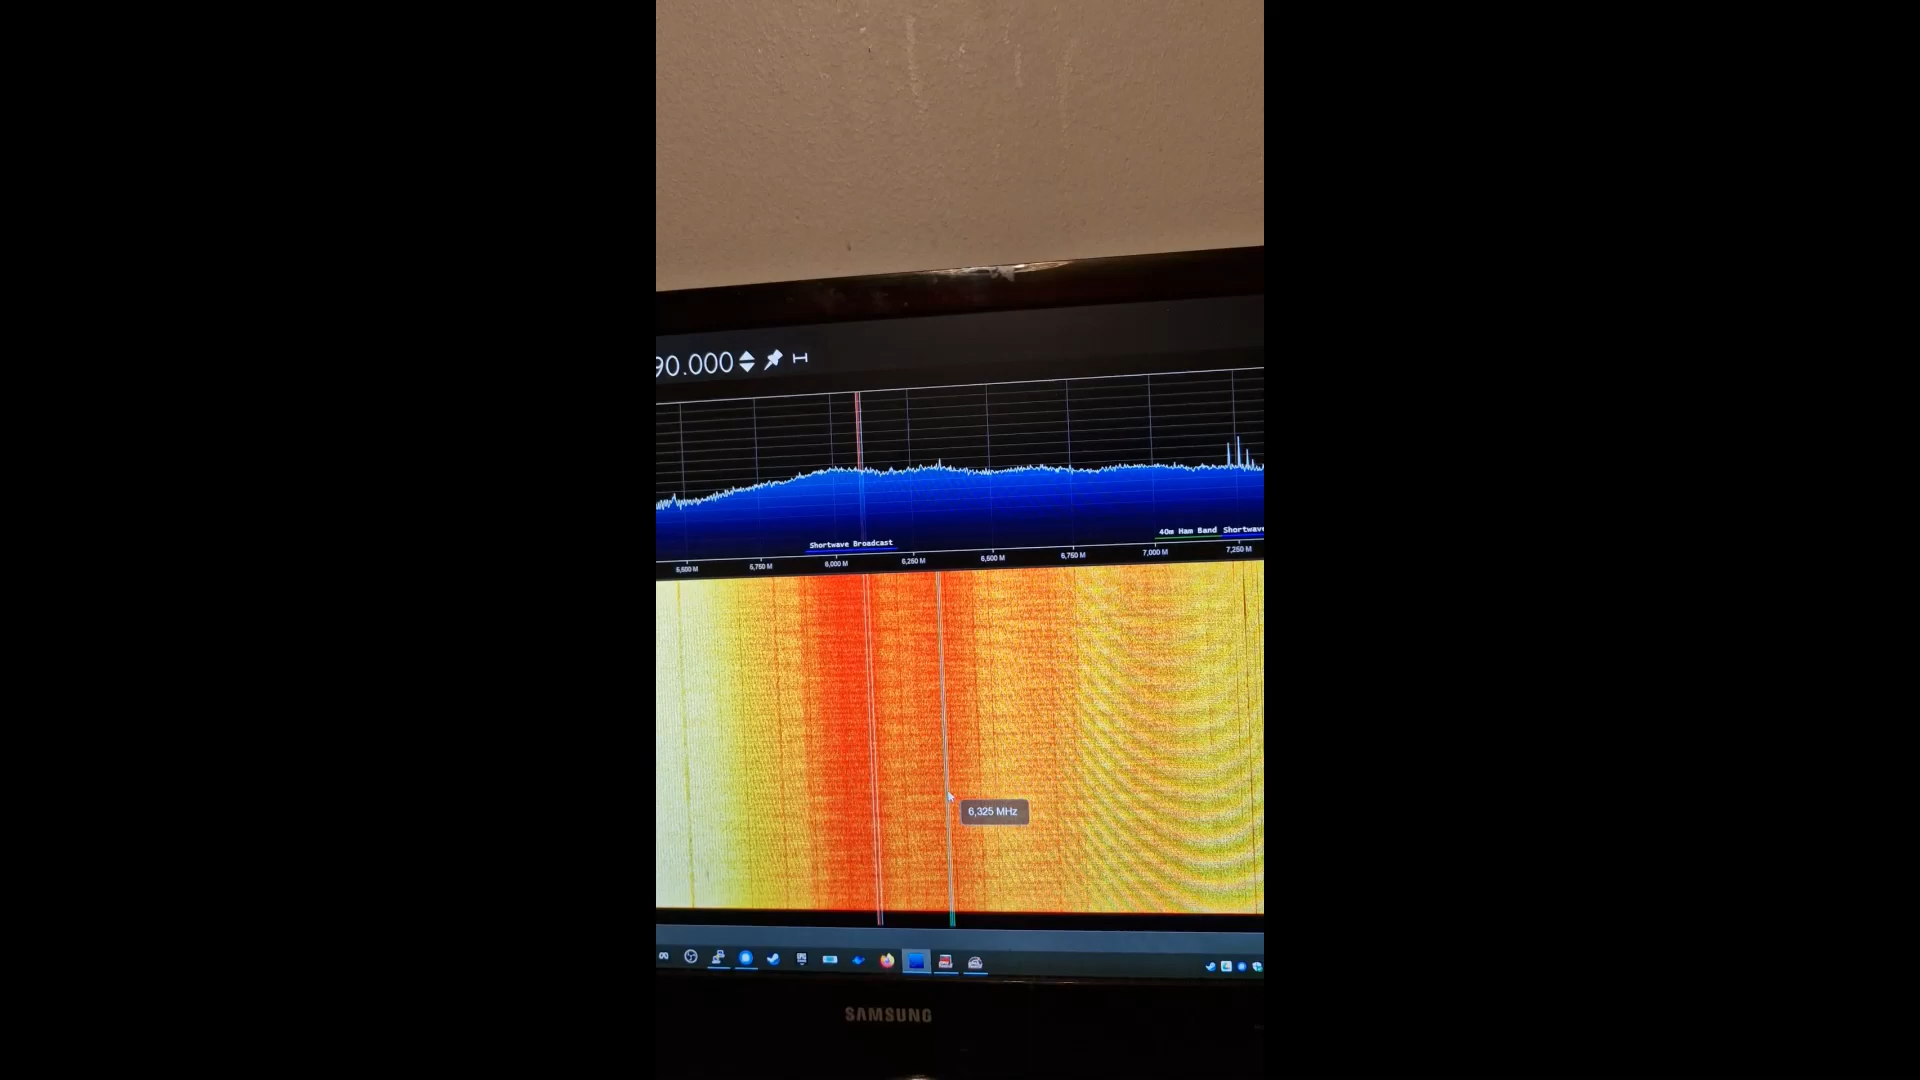 90.000
40m Ham Band Shortwave
Shortwave Broadcast
5,500 M 5,750 M 6,000 M 6,250 M 6,500 M 6,750 M 7,000 M 7,250 M
6,325 MHz
SAMSUNG